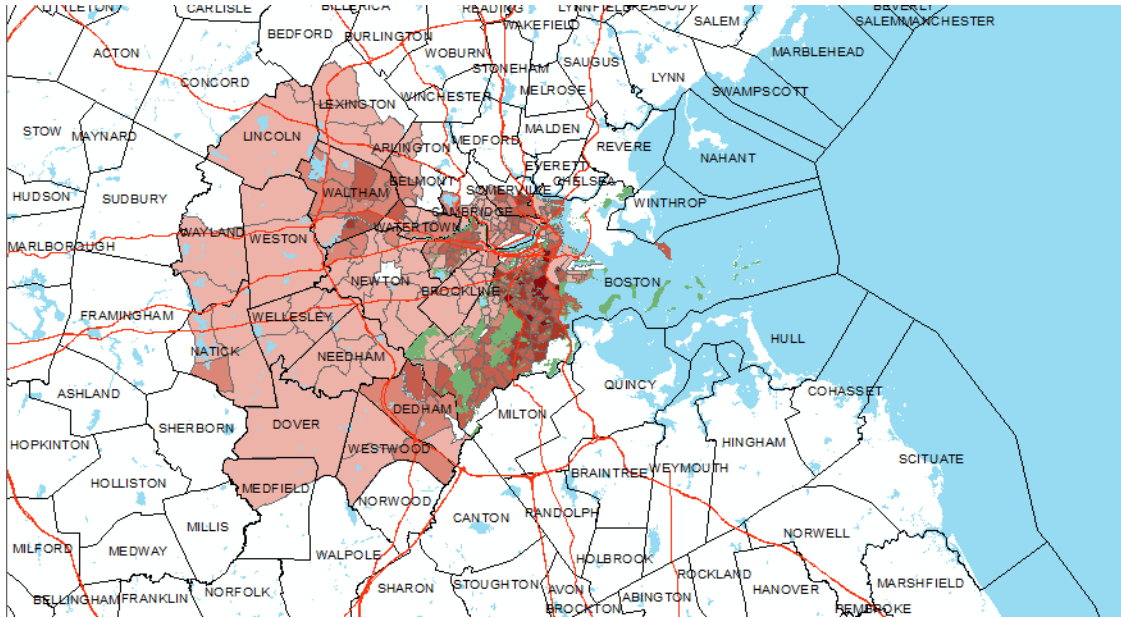 LITTLETON
CARLISLE
BILLERICA
READING
LYNNFIELD
PEABODY
BEVERLY
SALEM
SALEM
MANCHESTER
WAKEFIELD
BEDFORD
BURLINGTON
ACTON
WOBURN
MARBLEHEAD
SAUGUS
STONEHAM
CONCORD
LYNN
MELROSE
SWAMPSCOTT
WINCHESTER
LEXINGTON
MALDEN
STOW
MAYNARD
LINCOLN
MEDFORD
REVERE
ARLINGTON
NAHANT
EVERETT
BELMONT
CHELSEA
HUDSON
SUDBURY
WALTHAM
SOMERVILLE
WINTHROP
CAMBRIDGE
WATERTOWN
WAYLAND
WESTON
MARLBOROUGH
NEWTON
BOSTON
BROOKLINE
FRAMINGHAM
WELLESLEY
HULL
NATICK
NEEDHAM
QUINCY
COHASSET
ASHLAND
DEDHAM
MILTON
SHERBORN
DOVER
HOPKINTON
WESTWOOD
HINGHAM
SCITUATE
BRAINTREE
WEYMOUTH
HOLLISTON
MEDFIELD
NORWOOD
RANDOLPH
CANTON
MILLIS
NORWELL
MILFORD
MEDWAY
WALPOLE
HOLBROOK
ROCKLAND
STOUGHTON
MARSHFIELD
SHARON
AVON
HANOVER
NORFOLK
ABINGTON
BELLINGHAM
FRANKLIN
BROCKTON
PEMBROKE